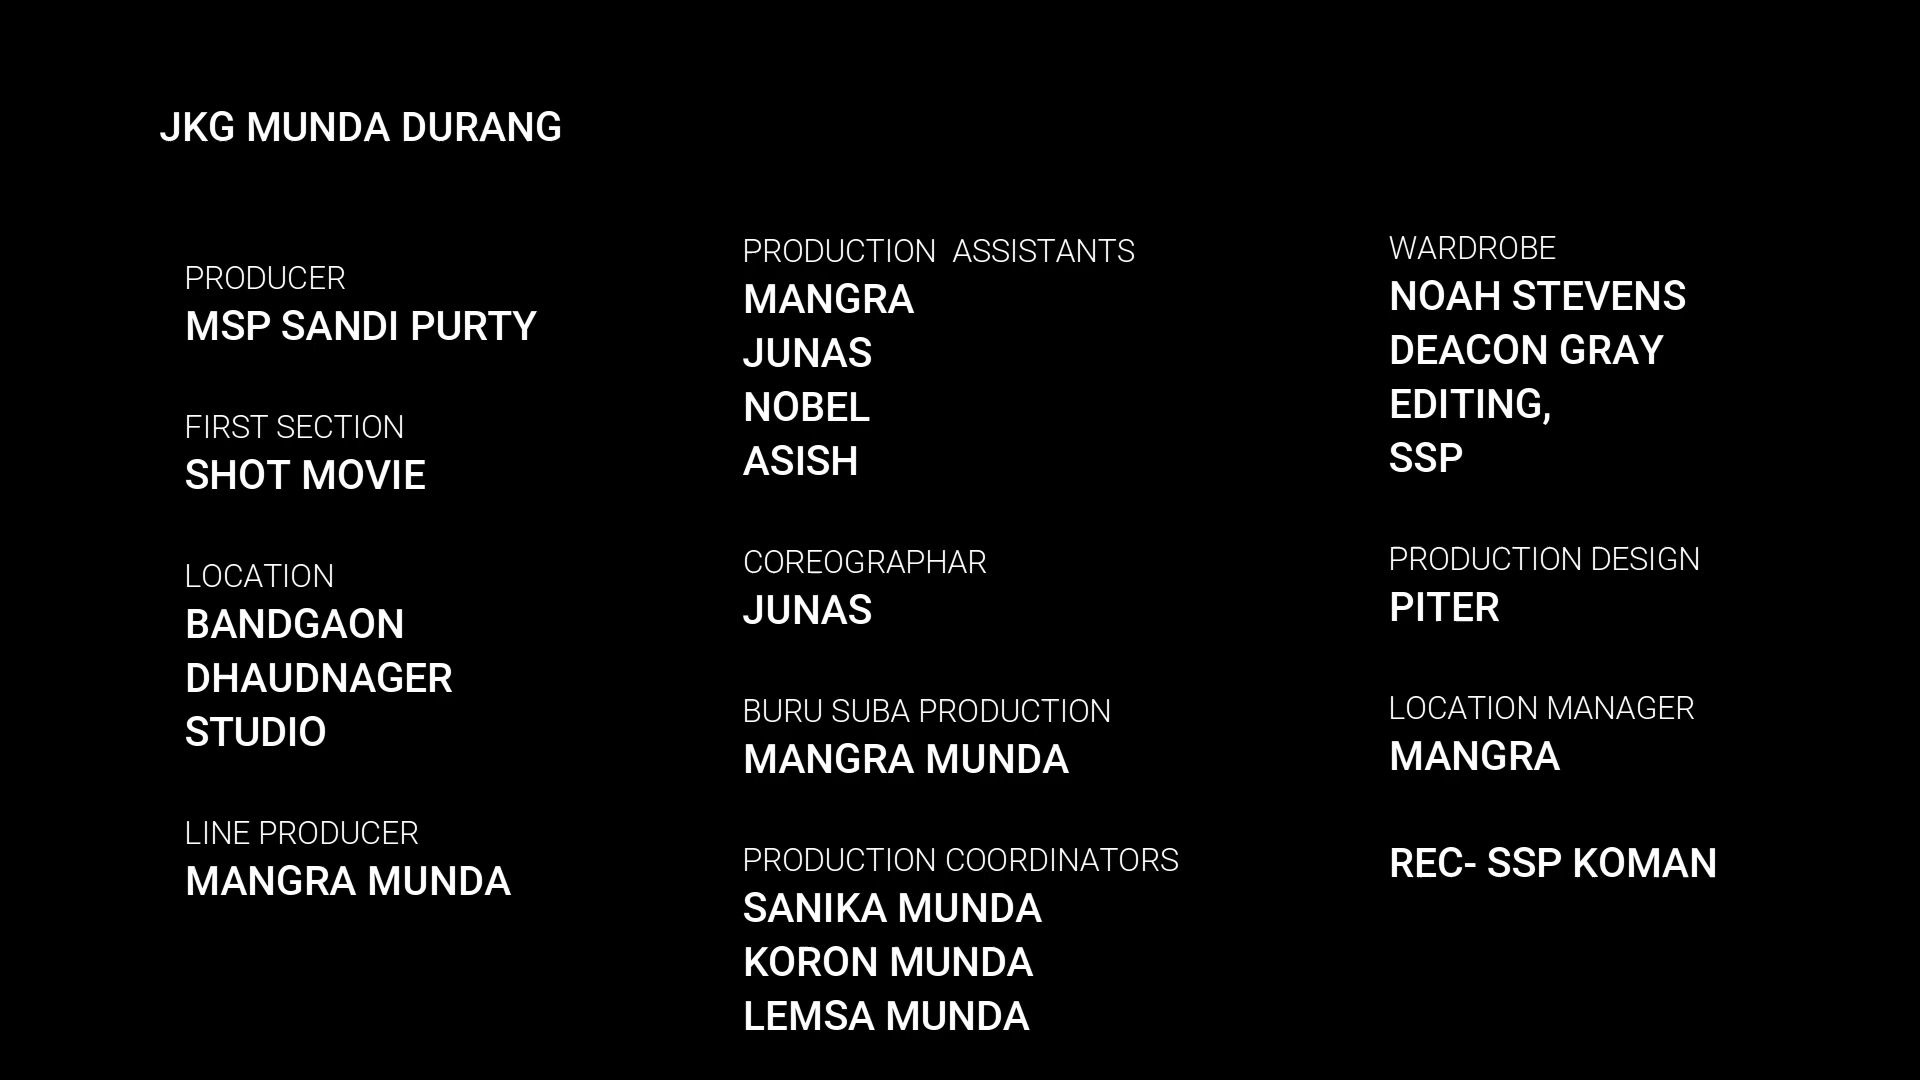 JKG MUNDA DURANG
PRODUCER
MSP SANDI PURTY
FIRST SECTION
SHOT MOVIE
LOCATION
BANDGAON
DHAUDNAGER
STUDIO
LINE PRODUCER
MANGRA MUNDA
PRODUCTION  ASSISTANTS
MANGRA
JUNAS
NOBEL
ASISH
COREOGRAPHAR
JUNAS
BURU SUBA PRODUCTION
MANGRA MUNDA
PRODUCTION COORDINATORS
SANIKA MUNDA
KORON MUNDA
LEMSA MUNDA
WARDROBE
NOAH STEVENS
DEACON GRAY
EDITING,
SSP
PRODUCTION DESIGN
PITER
LOCATION MANAGER
MANGRA
REC- SSP KOMAN